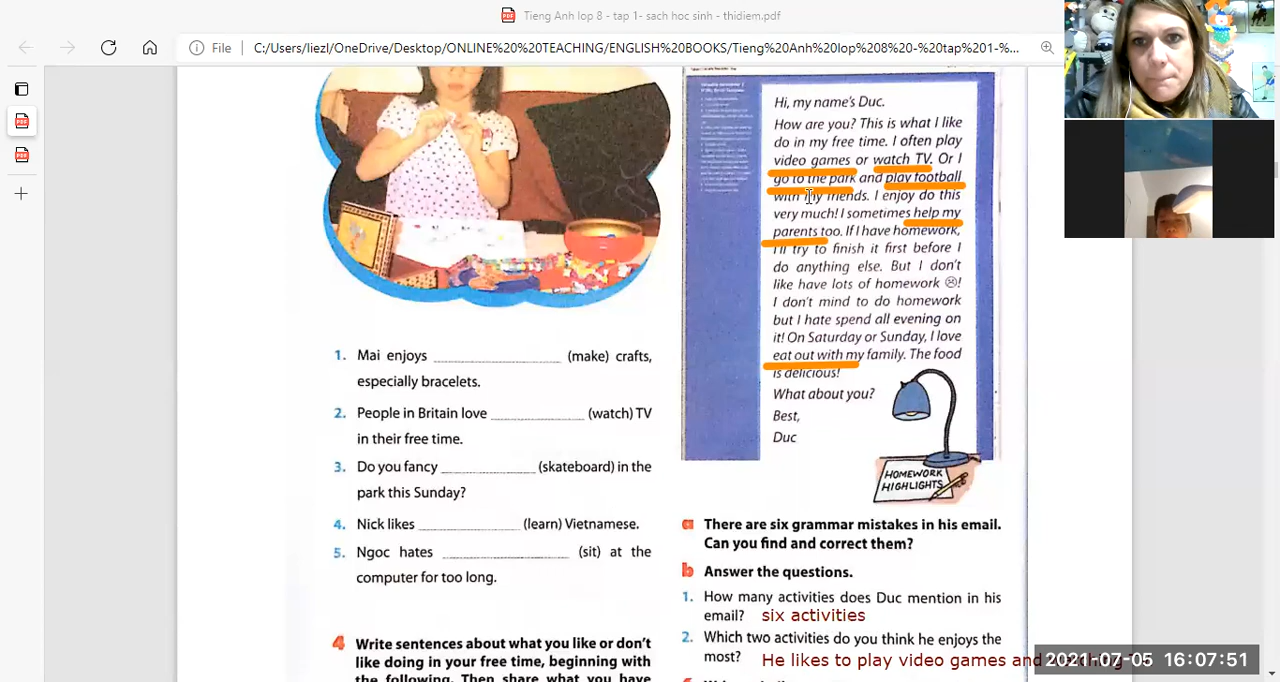 Tieng Anh lop 8 - tap 1- sach hoc sinh - thidiem.pdf
File
C:/Users/liezl/OneDrive/Desktop/ONLINE%20%20TEACHING/ENGLISH%20BOOKS/Tieng%20Anh%20lop%208%20-%20tap%201-%...
Hi, my name's Duc.
How are you? This is what I like
do in my free time. I often play
video games or watch TV. Or I
go to the park and play football
with my friends. I enjoy do this
very much! I sometimes help my
parents too. If I have homework,
I'll try to finish it first before I
do anything else. But I don't
like have lots of homework ☹!
I don't mind to do homework
but I hate spend all evening on
it! On Saturday or Sunday, I love
eat out with my family. The food
is delicious!
What about you?
Best,
Duc
HOMEWORK
HIGHLIGHTS
1. Mai enjoys ____________ (make) crafts,
especially bracelets.
2. People in Britain love ____________ (watch) TV
in their free time.
3. Do you fancy ____________ (skateboard) in the
park this Sunday?
4. Nick likes ____________ (learn) Vietnamese.
5. Ngoc hates ____________ (sit) at the
computer for too long.
4 Write sentences about what you like or don't
like doing in your free time, beginning with
the following. Then share what you have
a There are six grammar mistakes in his email.
Can you find and correct them?
b Answer the questions.
1. How many activities does Duc mention in his
email? six activities
2. Which two activities do you think he enjoys the
most? He likes to play video games and
2021-07-05 16:07:51